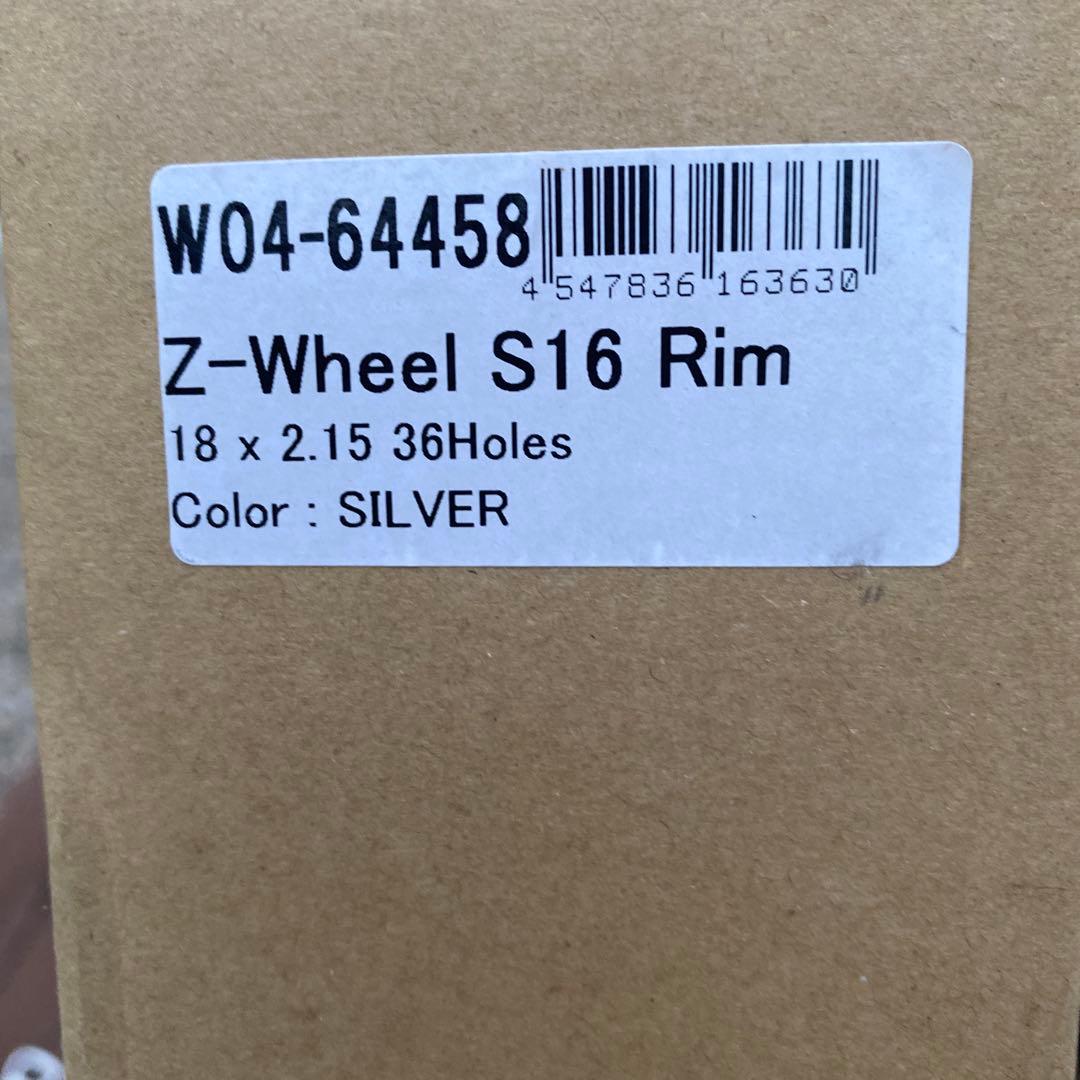 W04-64458
4 547836 163630
Z-Wheel S16 Rim
18 x 2.15 36Holes
Color : SILVER